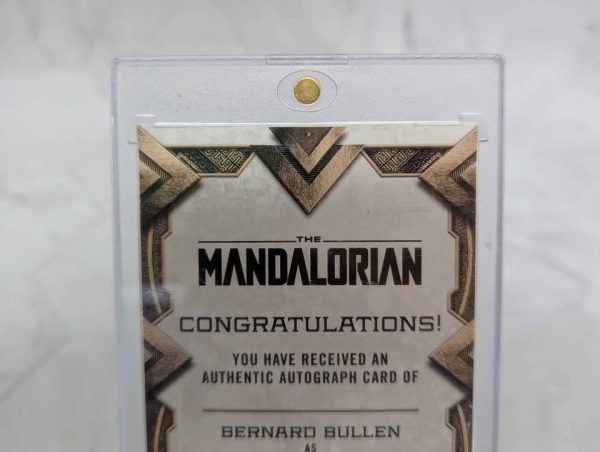 THE
MANDALORIAN
CONGRATULATIONS!
YOU HAVE RECEIVED AN
AUTHENTIC AUTOGRAPH CARD OF
BERNARD BULLEN
AS